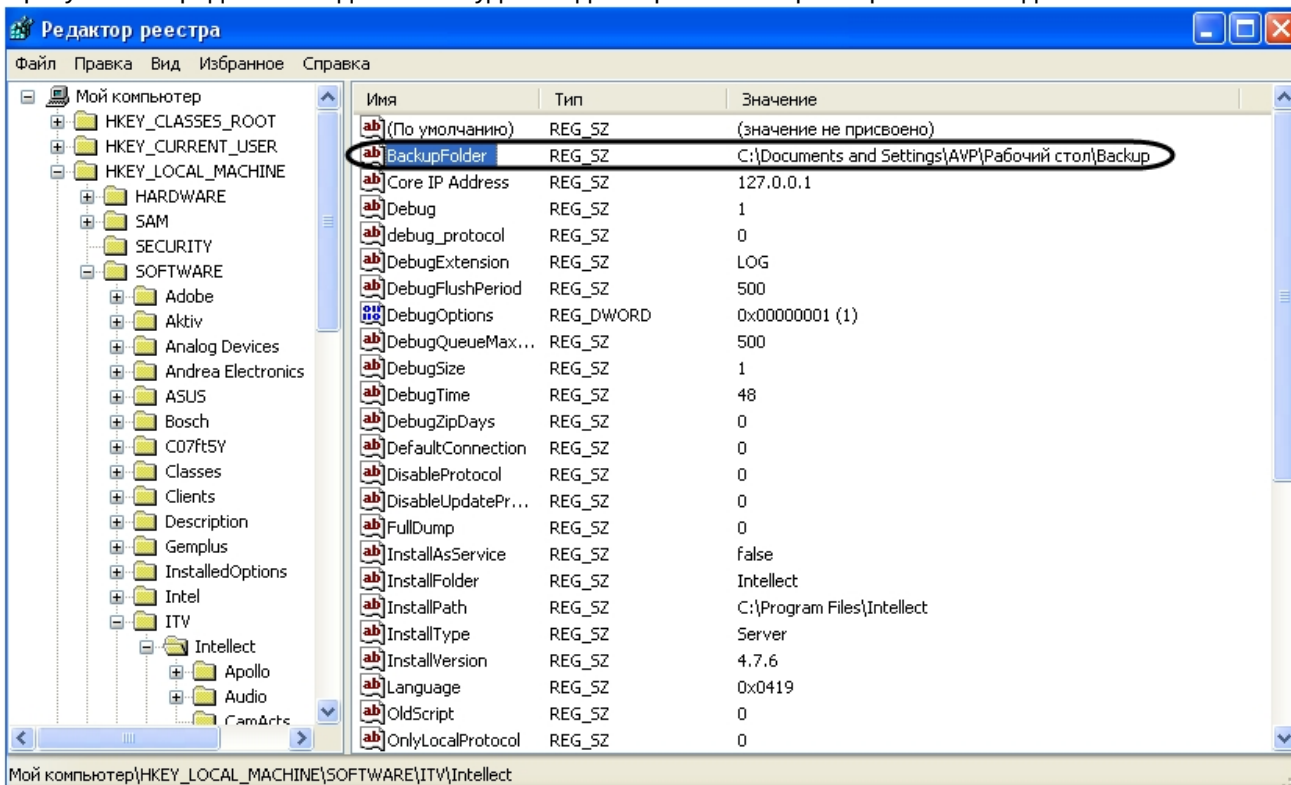 Редактор реестра
Файл Правка Вид Избранное Справка
Мой компьютер
HKEY_CLASSES_ROOT
HKEY_CURRENT_USER
HKEY_LOCAL_MACHINE
HARDWARE
SAM
SECURITY
SOFTWARE
Adobe
Aktiv
Analog Devices
Andrea Electronics
ASUS
Bosch
C07ft5Y
Classes
Clients
Description
Gemplus
InstalledOptions
Intel
ITV
Intellect
Apollo
Audio
CamActs
Имя Тип Значение
(По умолчанию) REG_SZ (значение не присвоено)
BackupFolder REG_SZ C:\Documents and Settings\AVP\Рабочий стол\Backup
Core IP Address REG_SZ 127.0.0.1
Debug REG_SZ 1
debug_protocol REG_SZ 0
DebugExtension REG_SZ LOG
DebugFlushPeriod REG_SZ 500
DebugOptions REG_DWORD 0x00000001 (1)
DebugQueueMax... REG_SZ 500
DebugSize REG_SZ 1
DebugTime REG_SZ 48
DebugZipDays REG_SZ 0
DefaultConnection REG_SZ 0
DisableProtocol REG_SZ 0
DisableUpdatePr... REG_SZ 0
FullDump REG_SZ 0
InstallAsService REG_SZ false
InstallFolder REG_SZ Intellect
InstallPath REG_SZ C:\Program Files\Intellect
InstallType REG_SZ Server
InstallVersion REG_SZ 4.7.6
Language REG_SZ 0x0419
OldScript REG_SZ 0
OnlyLocalProtocol REG_SZ 0
Мой компьютер\HKEY_LOCAL_MACHINE\SOFTWARE\ITV\Intellect